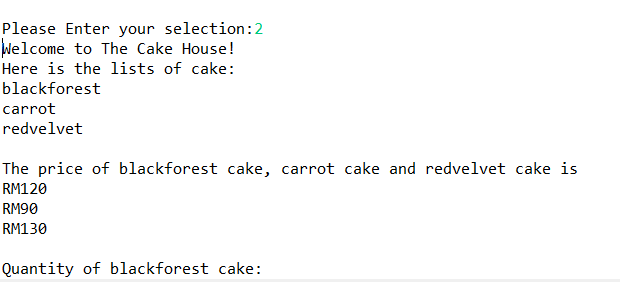 Please Enter your selection:2
Welcome to The Cake House!
Here is the lists of cake:
blackforest
carrot
redvelvet
The price of blackforest cake, carrot cake and redvelvet cake is
RM120
RM90
RM130
Quantity of blackforest cake: